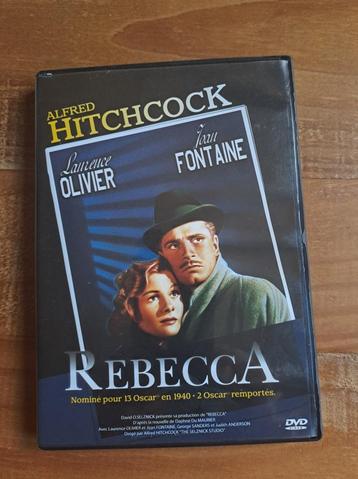 ALFRED
HITCHCOCK
Laurence
OLIVIER
Joan
FONTAINE
REBECCA
Nominé pour 13 Oscar® en 1940 • 2 Oscar® remportés.
David O.SELZNICK présente sa production de "REBECCA"
D'après la nouvelle de Daphné Du MAURIER
Avec Laurence OLIVIER et Joan FONTAINE, George SANDERS et Judith ANDERSON
Dirigé par Alfred HITCHCOCK "THE SELZNICK STUDIO"
DVD
VIDEO